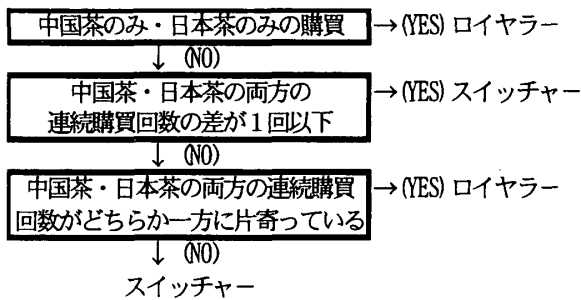 中国茶のみ・日本茶のみの購買 →(YES) ロイヤラー
↓ (NO)
中国茶・日本茶の両方の →(YES) スイッチャー
連続購買回数の差が1回以下
↓ (NO)
中国茶・日本茶の両方の連続購買 →(YES) ロイヤラー
回数がどちらか一方に片寄っている
↓ (NO)
スイッチャー